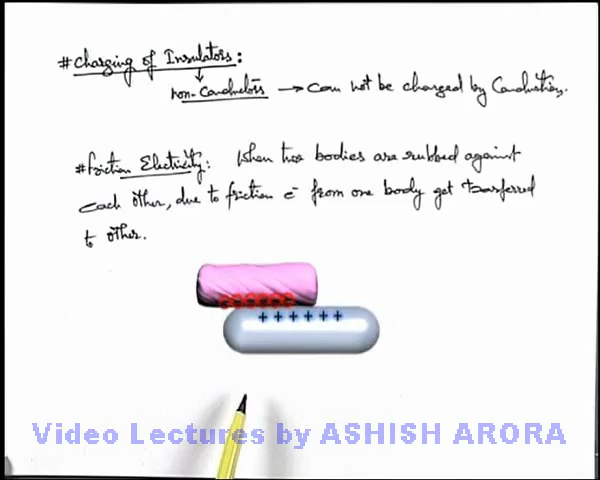 # Charging of Insulators :
non-Conductors → Can not be charged by Conduction.
# Friction Electricity : When two bodies are rubbed against
each other, due to friction e⁻ from one body get transferred
to other.
+ + + + + +
Video Lectures by ASHISH ARORA